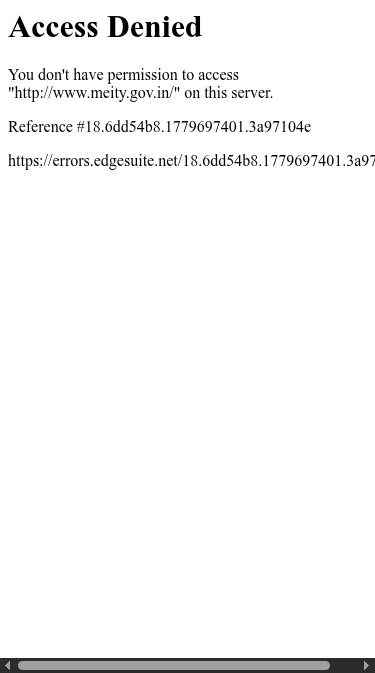 Access Denied
You don't have permission to access
"http://www.meity.gov.in/" on this server.
Reference #18.6dd54b8.1779697401.3a97104e
https://errors.edgesuite.net/18.6dd54b8.1779697401.3a97